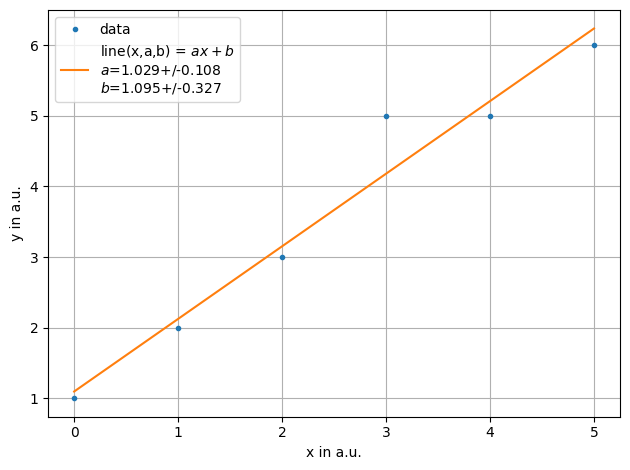 data
line(x,a,b) = ax + b
a=1.029+/-0.108
b=1.095+/-0.327
6
5
4
3
2
1
y in a.u.
0 1 2 3 4 5
x in a.u.